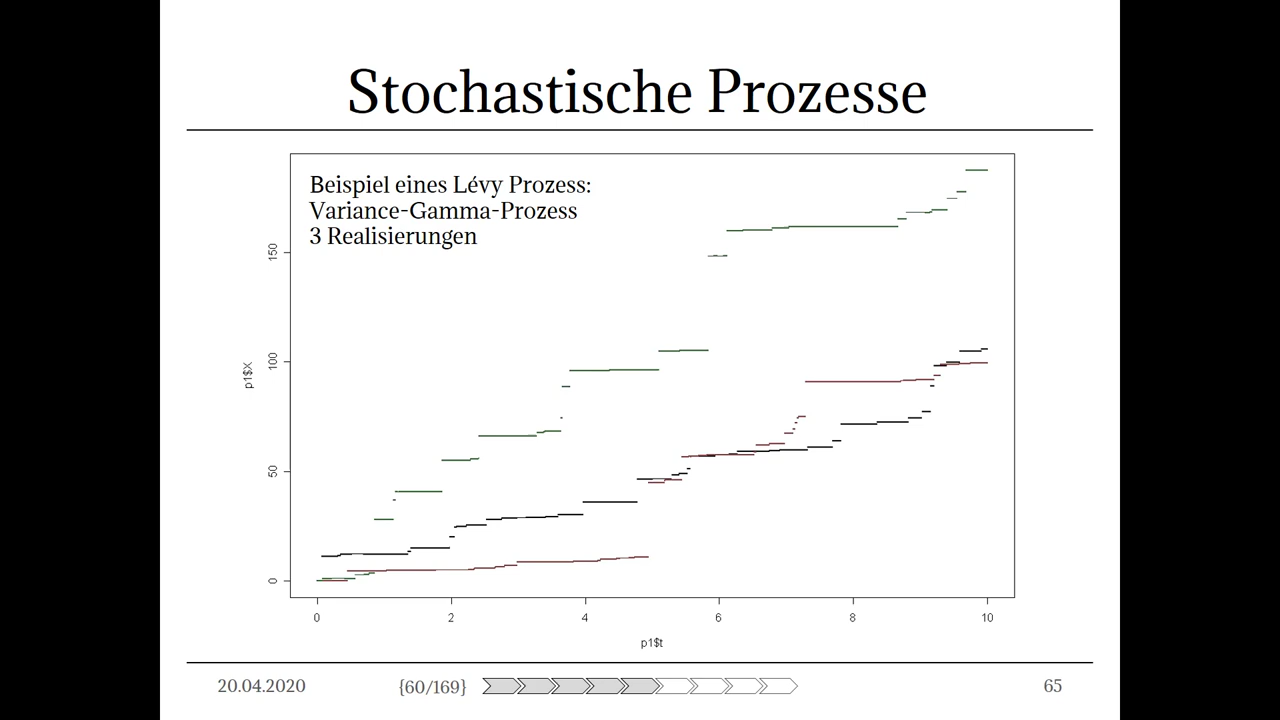 Stochastische Prozesse
Beispiel eines Lévy Prozess:
Variance-Gamma-Prozess
3 Realisierungen
150
100
50
0
p1$X
0 2 4 6 8 10
p1$t
20.04.2020 {60/169} 65